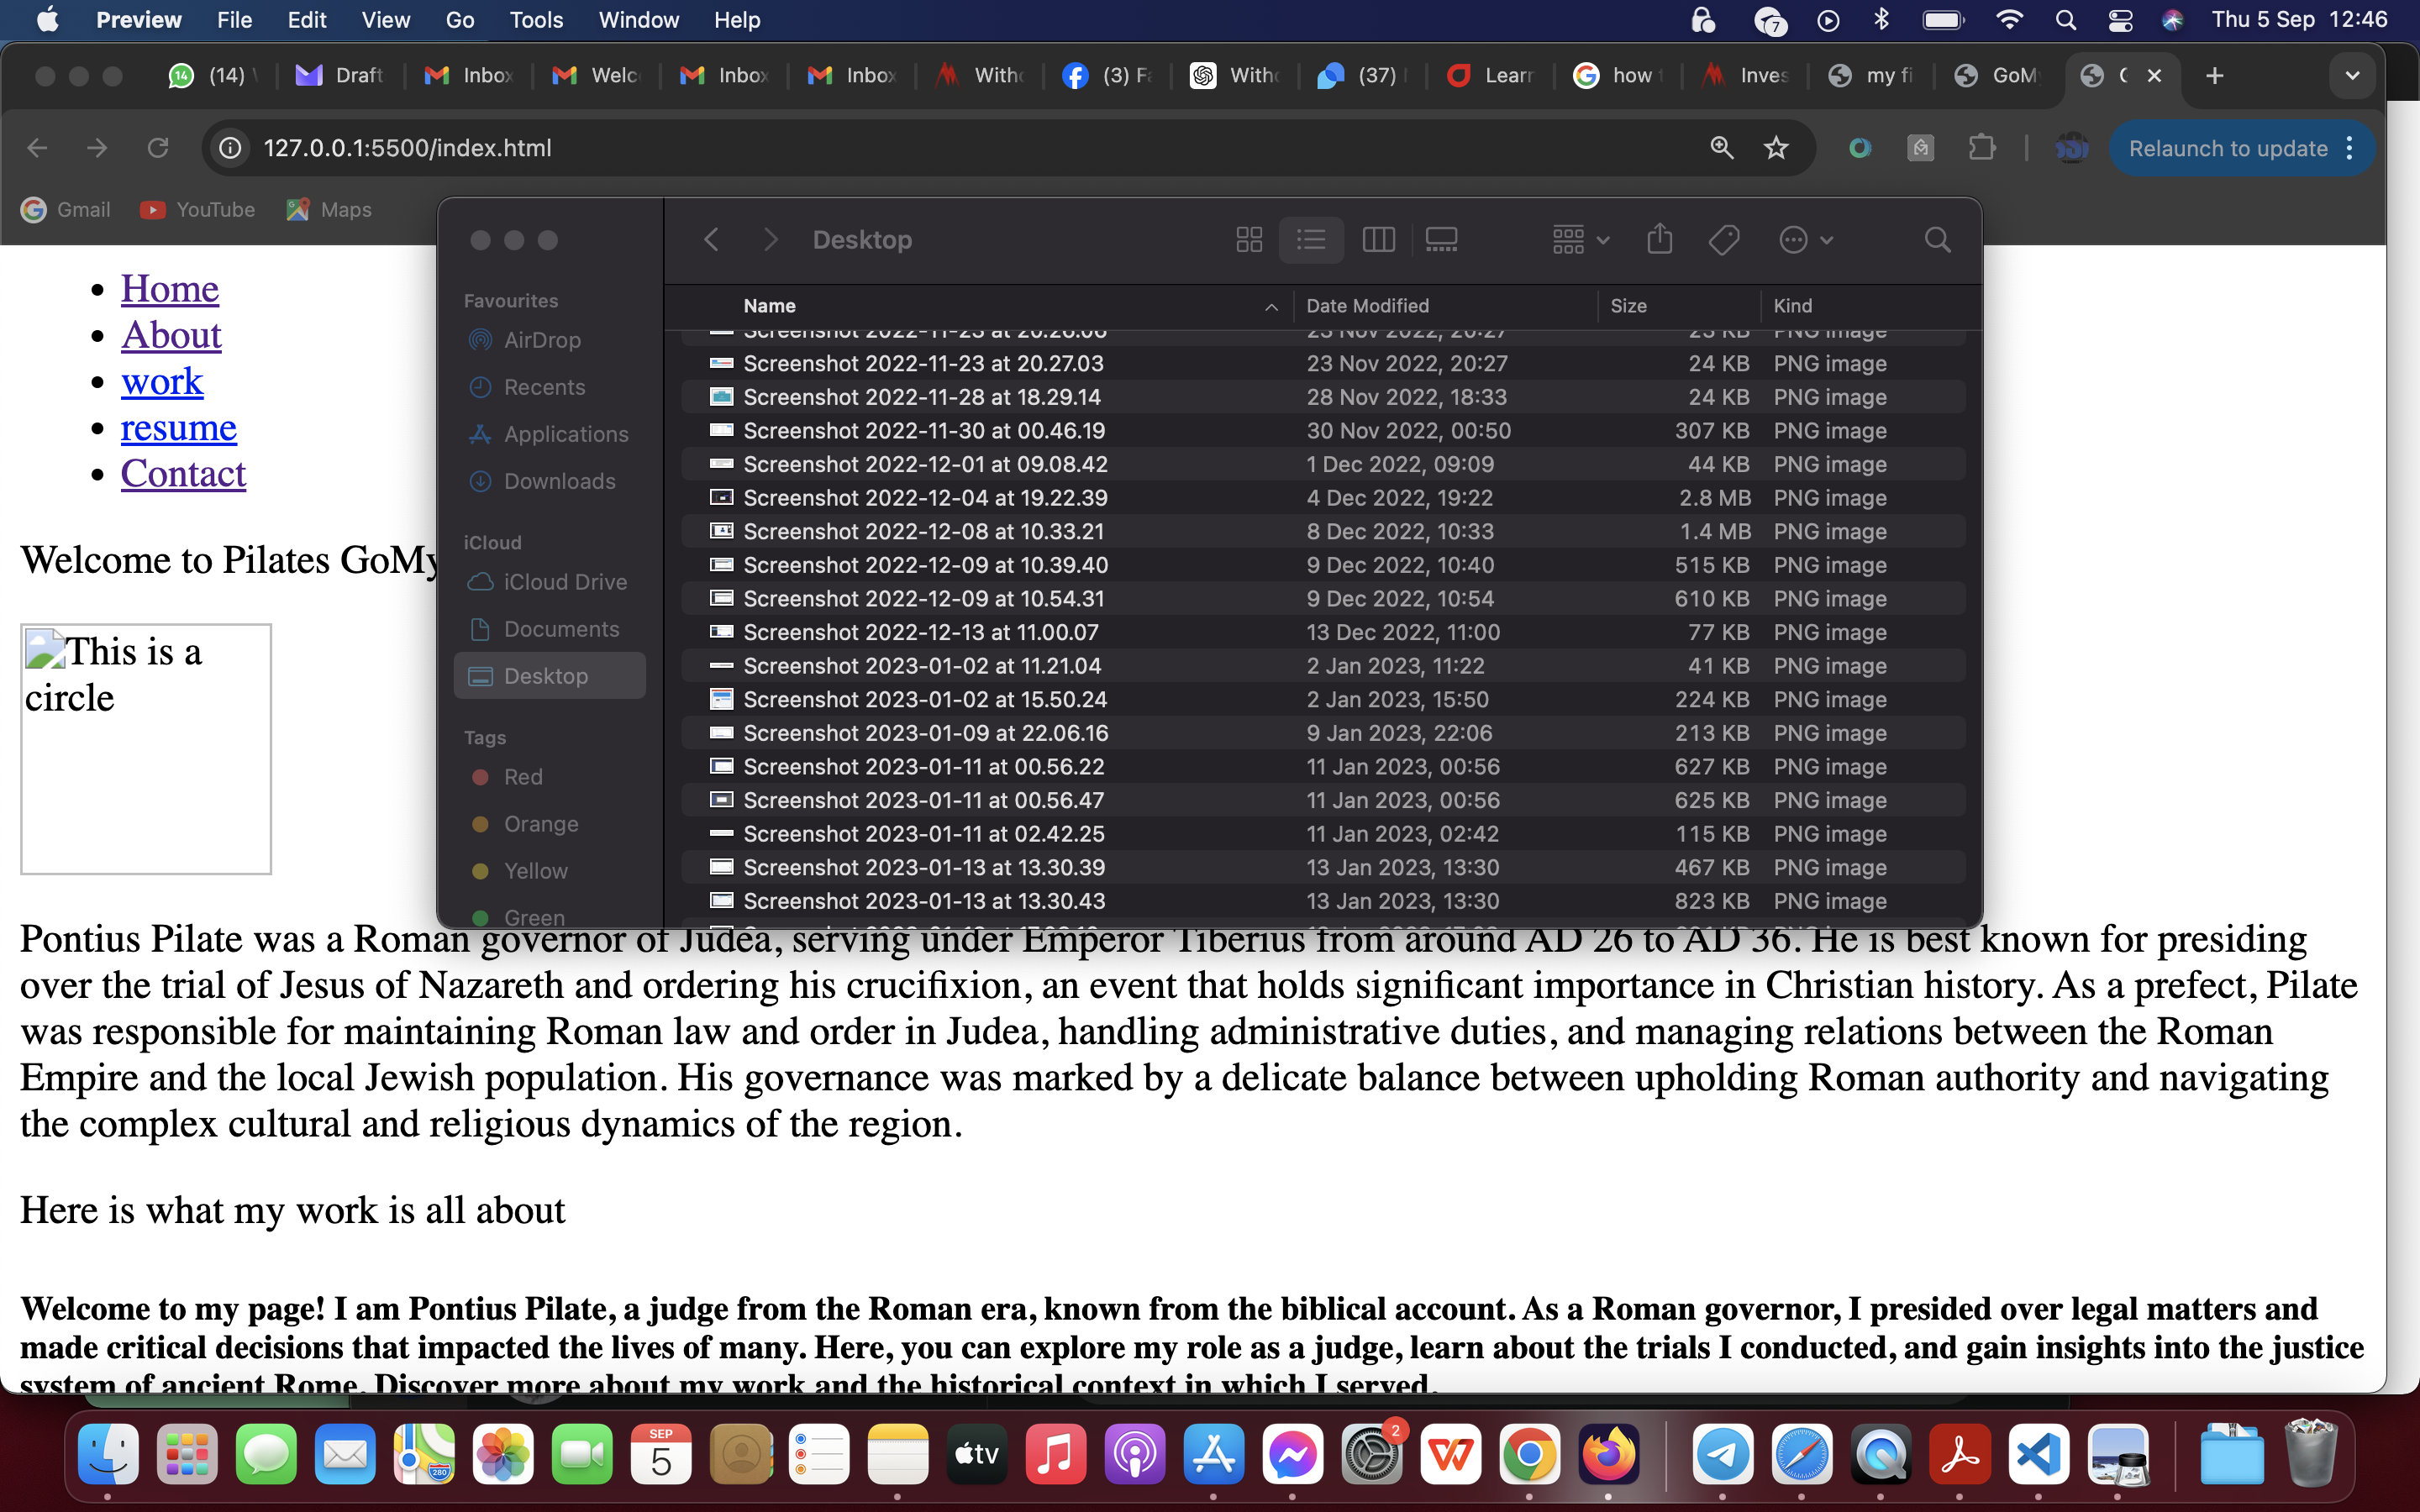 Preview File Edit View Go Tools Window Help 7 Thu 5 Sep 12:46
14 (14) Draft Inbox Welc Inbox Inbox With (3) F With (37) Lear how Inves my fi GoM
127.0.0.1:5500/index.html Relaunch to update
Gmail YouTube Maps
Home
About
work
resume
Contact
Welcome to Pilates GoMy
This is a
circle
Desktop
Favourites
AirDrop
Recents
Applications
Downloads
iCloud
iCloud Drive
Documents
Desktop
Tags
Red
Orange
Yellow
Green
Name Date Modified Size Kind
Screenshot 2022-11-23 at 20.26.06 23 Nov 2022, 20:27 23 KB PNG image
Screenshot 2022-11-23 at 20.27.03 23 Nov 2022, 20:27 24 KB PNG image
Screenshot 2022-11-28 at 18.29.14 28 Nov 2022, 18:33 24 KB PNG image
Screenshot 2022-11-30 at 00.46.19 30 Nov 2022, 00:50 307 KB PNG image
Screenshot 2022-12-01 at 09.08.42 1 Dec 2022, 09:09 44 KB PNG image
Screenshot 2022-12-04 at 19.22.39 4 Dec 2022, 19:22 2.8 MB PNG image
Screenshot 2022-12-08 at 10.33.21 8 Dec 2022, 10:33 1.4 MB PNG image
Screenshot 2022-12-09 at 10.39.40 9 Dec 2022, 10:40 515 KB PNG image
Screenshot 2022-12-09 at 10.54.31 9 Dec 2022, 10:54 610 KB PNG image
Screenshot 2022-12-13 at 11.00.07 13 Dec 2022, 11:00 77 KB PNG image
Screenshot 2023-01-02 at 11.21.04 2 Jan 2023, 11:22 41 KB PNG image
Screenshot 2023-01-02 at 15.50.24 2 Jan 2023, 15:50 224 KB PNG image
Screenshot 2023-01-09 at 22.06.16 9 Jan 2023, 22:06 213 KB PNG image
Screenshot 2023-01-11 at 00.56.22 11 Jan 2023, 00:56 627 KB PNG image
Screenshot 2023-01-11 at 00.56.47 11 Jan 2023, 00:56 625 KB PNG image
Screenshot 2023-01-11 at 02.42.25 11 Jan 2023, 02:42 115 KB PNG image
Screenshot 2023-01-13 at 13.30.39 13 Jan 2023, 13:30 467 KB PNG image
Screenshot 2023-01-13 at 13.30.43 13 Jan 2023, 13:30 823 KB PNG image
Pontius Pilate was a Roman governor of Judea, serving under Emperor Tiberius from around AD 26 to AD 36. He is best known for presiding
over the trial of Jesus of Nazareth and ordering his crucifixion, an event that holds significant importance in Christian history. As a prefect, Pilate
was responsible for maintaining Roman law and order in Judea, handling administrative duties, and managing relations between the Roman
Empire and the local Jewish population. His governance was marked by a delicate balance between upholding Roman authority and navigating
the complex cultural and religious dynamics of the region.
Here is what my work is all about
Welcome to my page! I am Pontius Pilate, a judge from the Roman era, known from the biblical account. As a Roman governor, I presided over legal matters and
made critical decisions that impacted the lives of many. Here, you can explore my role as a judge, learn about the trials I conducted, and gain insights into the justice
system of ancient Rome. Discover more about my work and the historical context in which I served.
280 SEP 5 tv 2